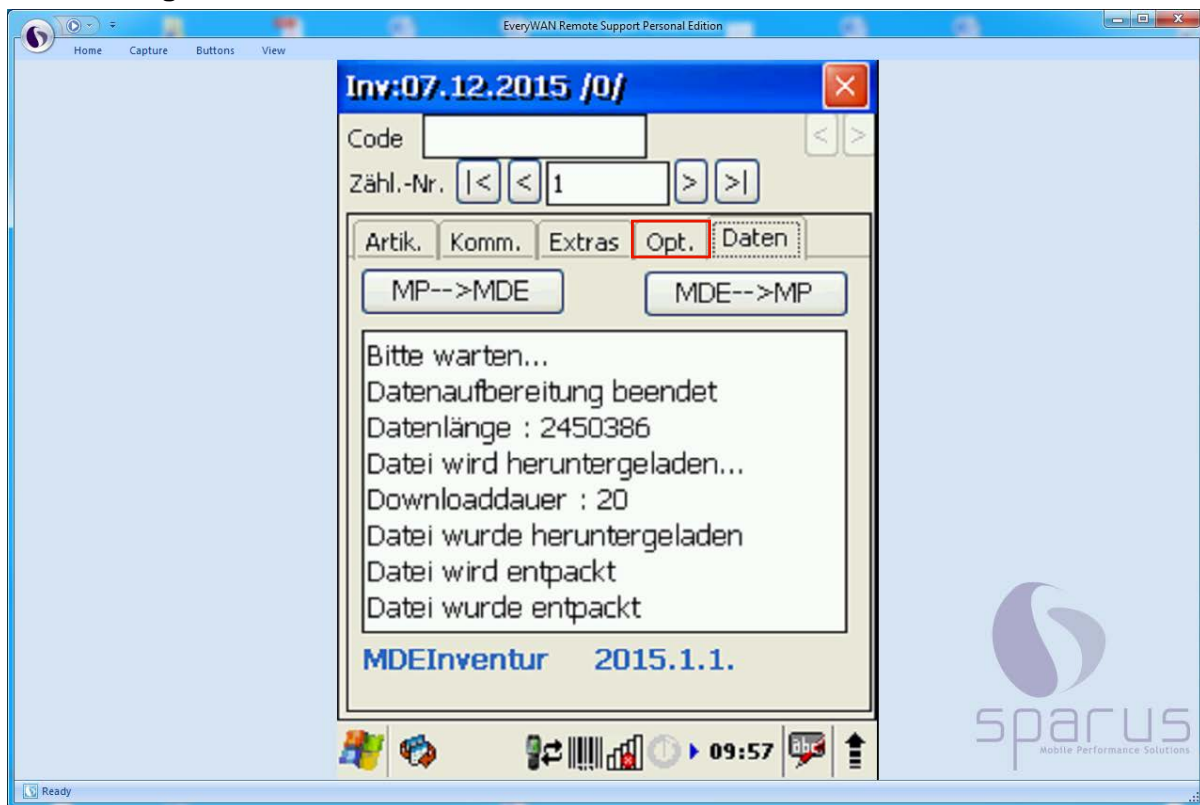 EveryWAN Remote Support Personal Edition
Home Capture Buttons View
Inv:07.12.2015 /0/
Code
< >
Zähl.-Nr. |< < 1 > >|
Artik. Komm. Extras Opt. Daten
MP-->MDE MDE-->MP
Bitte warten...
Datenaufbereitung beendet
Datenlänge : 2450386
Datei wird heruntergeladen...
Downloaddauer : 20
Datei wurde heruntergeladen
Datei wird entpackt
Datei wurde entpackt
MDEInventur 2015.1.1.
09:57 abc
sparus
Mobile Performance Solutions
Ready